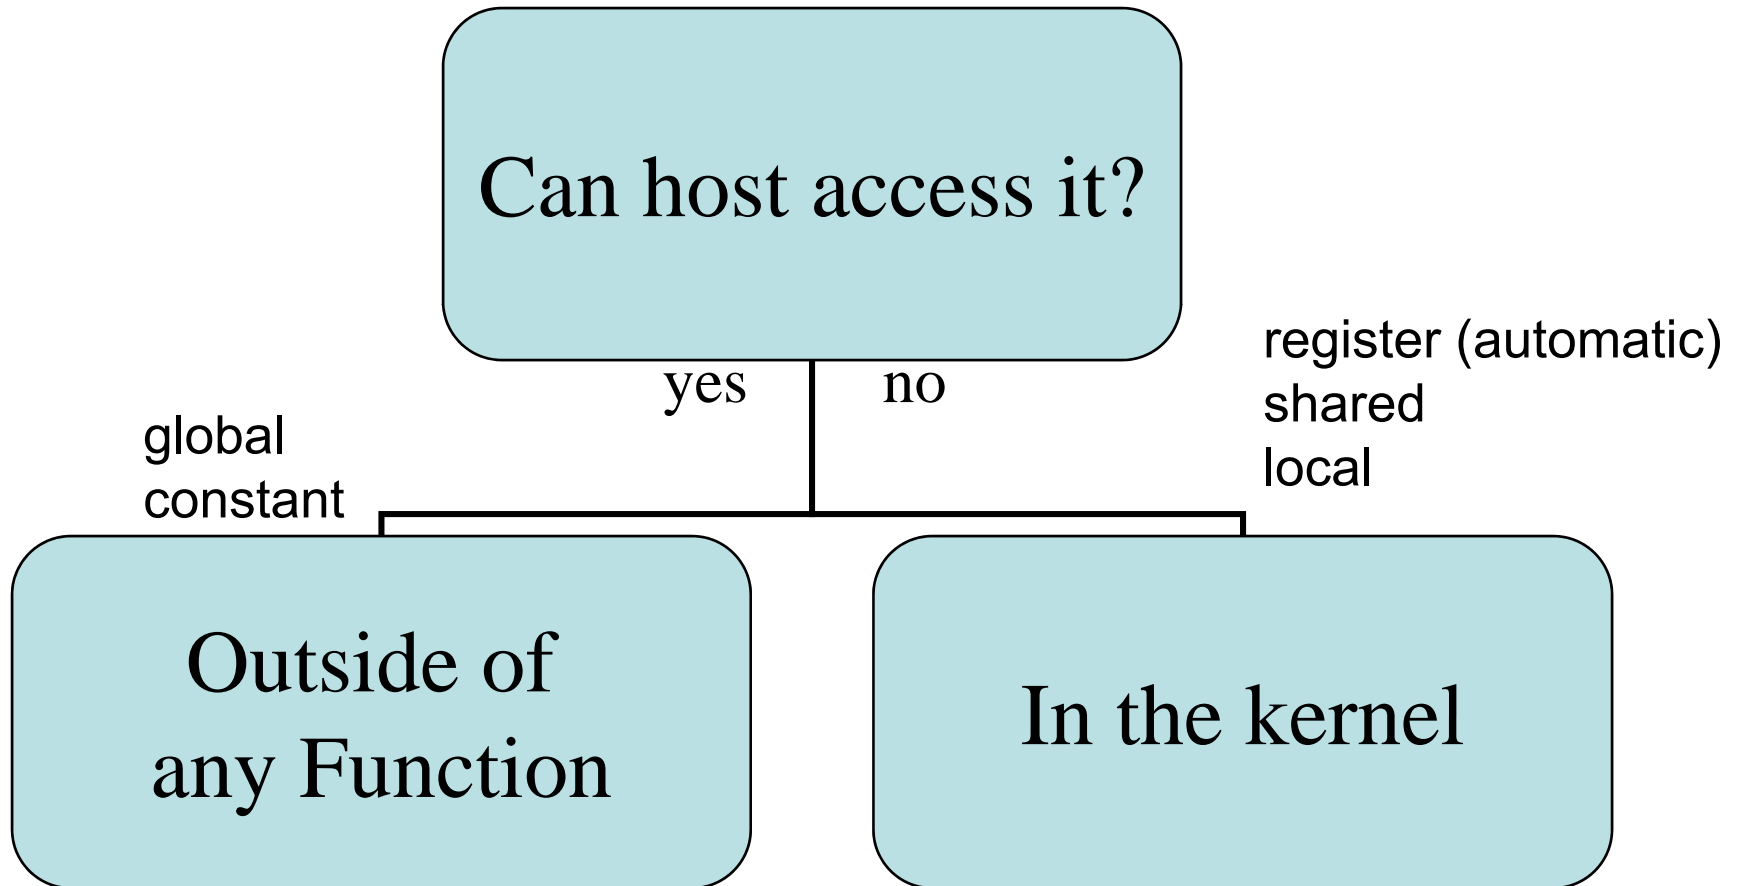 Can host access it?
yes
no
global
constant
register (automatic)
shared
local
Outside of
any Function
In the kernel